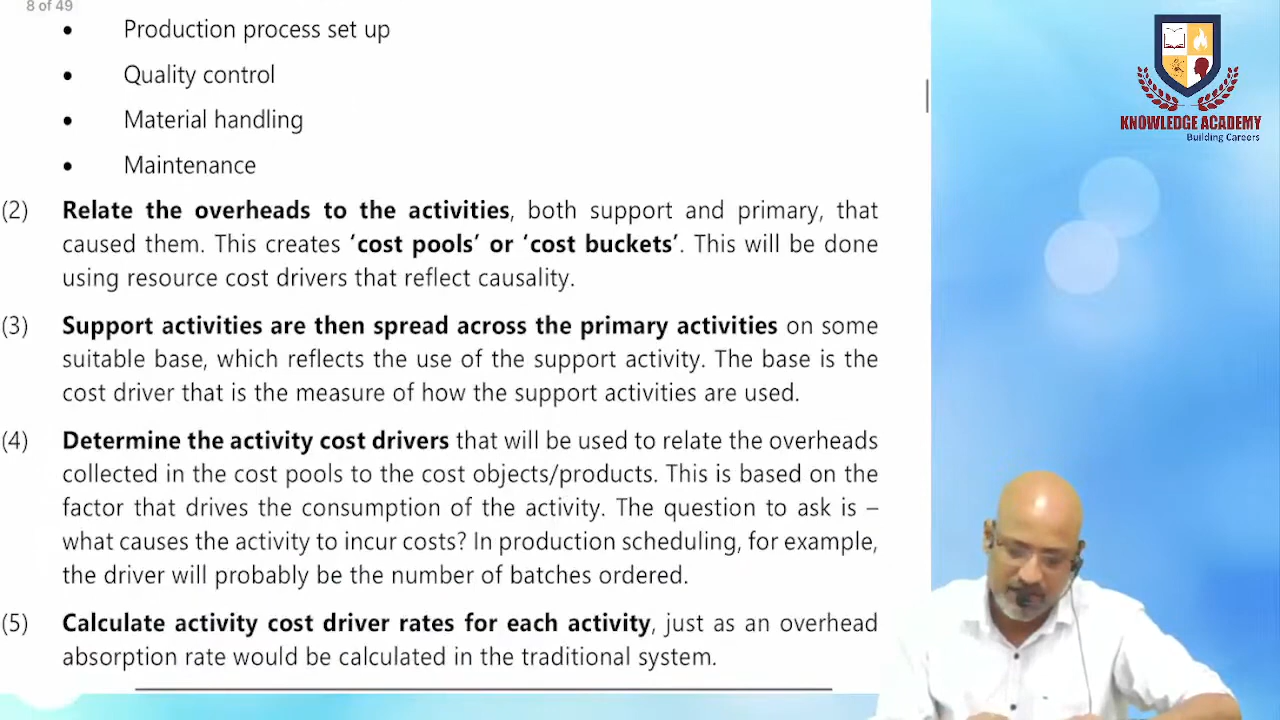 8 of 49
• Production process set up
• Quality control
• Material handling
• Maintenance
(2) Relate the overheads to the activities, both support and primary, that
caused them. This creates ‘cost pools’ or ‘cost buckets’. This will be done
using resource cost drivers that reflect causality.
(3) Support activities are then spread across the primary activities on some
suitable base, which reflects the use of the support activity. The base is the
cost driver that is the measure of how the support activities are used.
(4) Determine the activity cost drivers that will be used to relate the overheads
collected in the cost pools to the cost objects/products. This is based on the
factor that drives the consumption of the activity. The question to ask is –
what causes the activity to incur costs? In production scheduling, for example,
the driver will probably be the number of batches ordered.
(5) Calculate activity cost driver rates for each activity, just as an overhead
absorption rate would be calculated in the traditional system.
KNOWLEDGE ACADEMY
Building Careers